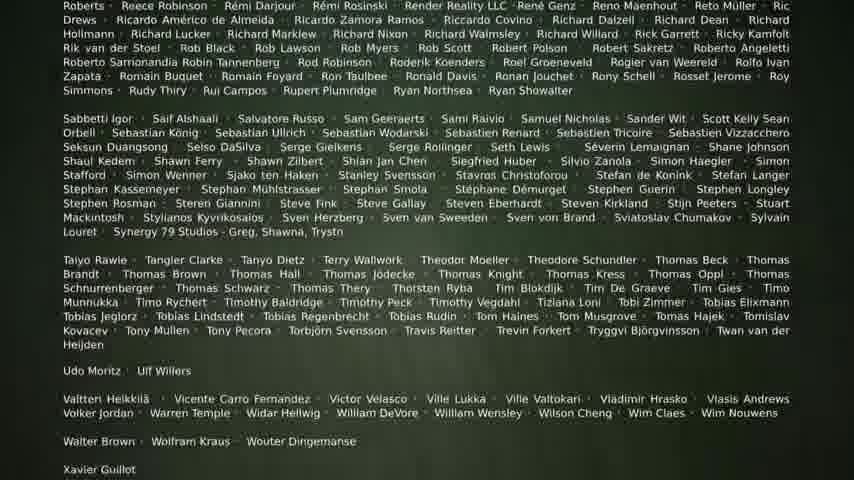 Roberts · Reece Robinson · Rémi Darjour · Rémi Rosinski · Render Reality LLC · René Genz · Reno Maenhout · Reto Müller · Ric
Drews · Ricardo Américo de Almeida · Ricardo Zamora Ramos · Riccardo Covino · Richard Dalzell · Richard Dean · Richard
Hollmann · Richard Lucker · Richard Marklew · Richard Nixon · Richard Walmsley · Richard Willard · Rick Garrett · Ricky Kamfolt
Rik van der Stoel · Rob Black · Rob Lawson · Rob Myers · Rob Scott · Robert Polson · Robert Sakretz · Roberto Angeletti
Roberto Sarnonandia Robin Tannenberg · Rod Robinson · Roderik Koenders · Roel Groeneveld · Rogier van Weereld · Rolfo Ivan
Zapata · Romain Buquet · Romain Foyard · Ron Taulbee · Ronald Davis · Ronan Jouchet · Rony Schell · Rosset Jerome · Roy
Simmons · Rudy Thiry · Rui Campos · Rupert Plumridge · Ryan Northsea · Ryan Showalter
Sabbetti Igor · Saif Alshaali · Salvatore Russo · Sam Geeraerts · Sami Raivio · Samuel Nicholas · Sander Wit · Scott Kelly Sean
Orbell · Sebastian König · Sebastian Ullrich · Sebastian Wodarski · Sebastien Renard · Sebastien Tricoire · Sebastien Vizzacchero
Seksun Duangsong · Selso DaSilva · Serge Gielkens · Serge Rollinger · Seth Lewis · Séverin Lemaignan · Shane Johnson
Shaul Kedem · Shawn Ferry · Shawn Zilbert · Shian Jan Chen · Siegfried Huber · Silvio Zanola · Simon Haegler · Simon
Stafford · Simon Wenner · Sjako ten Haken · Stanley Svensson · Stavros Christoforou · Stefan de Konink · Stefan Langer
Stephan Kassemeyer · Stephan Mühlstrasser · Stephan Smola · Stéphane Démurget · Stephen Guerin · Stephen Longley
Stephen Rosman · Steren Giannini · Steve Fink · Steve Gallay · Steven Eberhardt · Steven Kirkland · Stijn Peeters · Stuart
Mackintosh · Stylianos Kyvrikosaios · Sven Herzberg · Sven van Sweeden · Sven von Brand · Sviatoslav Chumakov · Sylvain
Louret · Synergy 79 Studios - Greg, Shawna, Trystn
Taiyo Rawle · Tangler Clarke · Tanyo Dietz · Terry Wallwork · Theodor Moeller · Theodore Schundler · Thomas Beck · Thomas
Brandt · Thomas Brown · Thomas Hall · Thomas Jödecke · Thomas Knight · Thomas Kress · Thomas Oppl · Thomas
Schnurrenberger · Thomas Schwarz · Thomas Thery · Thorsten Ryba · Tim Blokdijk · Tim De Graeve · Tim Gies · Timo
Munnukka · Timo Rychert · Timothy Baldridge · Timothy Peck · Timothy Vegdahl · Tiziana Loni · Tobi Zimmer · Tobias Elixmann
Tobias Jeglorz · Tobias Lindstedt · Tobias Regenbrecht · Tobias Rudin · Tom Haines · Tom Musgrove · Tomas Hajek · Tomislav
Kovacev · Tony Mullen · Tony Pecora · Torbjörn Svensson · Travis Reitter · Trevin Forkert · Tryggvi Björgvinsson · Twan van der
Heijden
Udo Moritz · Ulf Willers
Valtteri Heikkilä · Vicente Carro Fernandez · Victor Velasco · Ville Lukka · Ville Valtokari · Vladimir Hrasko · Vlasis Andrews
Volker Jordan · Warren Temple · Widar Hellwig · William DeVore · William Wensley · Wilson Cheng · Wim Claes · Wim Nouwens
Walter Brown · Wolfram Kraus · Wouter Dingemanse
Xavier Guillot